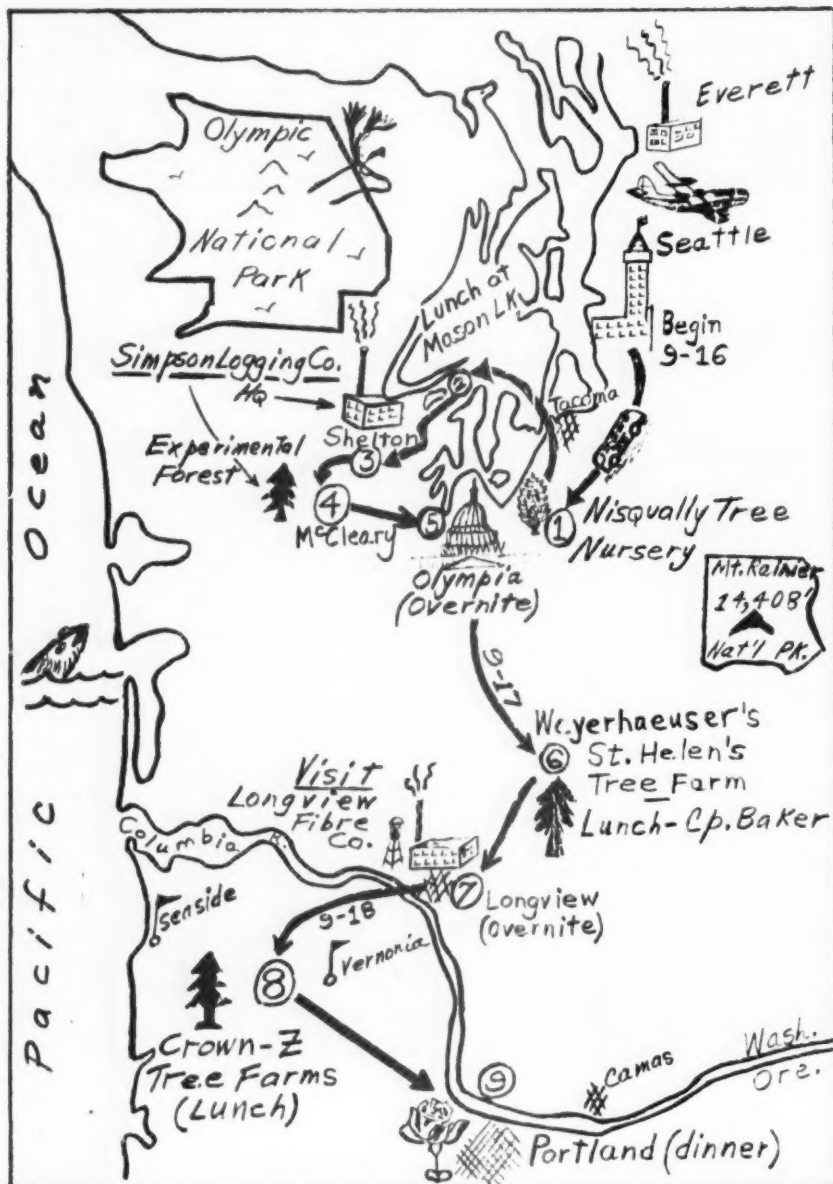 Everett
Olympic
National
Park
Seattle
Begin
9-16
Lunch at
Mason LK.
Simpson Logging Co.
HQ
Tacoma
2
Shelton
3
Experimental
Forest
4
McCleary
5
1
Nisqually Tree
Nursery
Olympia
(Overnite)
Mt. Rainier
14,408'
Nat'l PK.
Ocean
9-17
Weyerhaeuser's
6
St. Helen's
Tree Farm
Lunch-Cp. Baker
Visit
Longview
Fibre
Co.
Columbia R.
7
Longview
(Overnite)
Seaside
9-18
Vernonia
8
Pacific
Crown-Z
Tree Farms
(Lunch)
9
Camas
Wash.
Ore.
Portland (dinner)